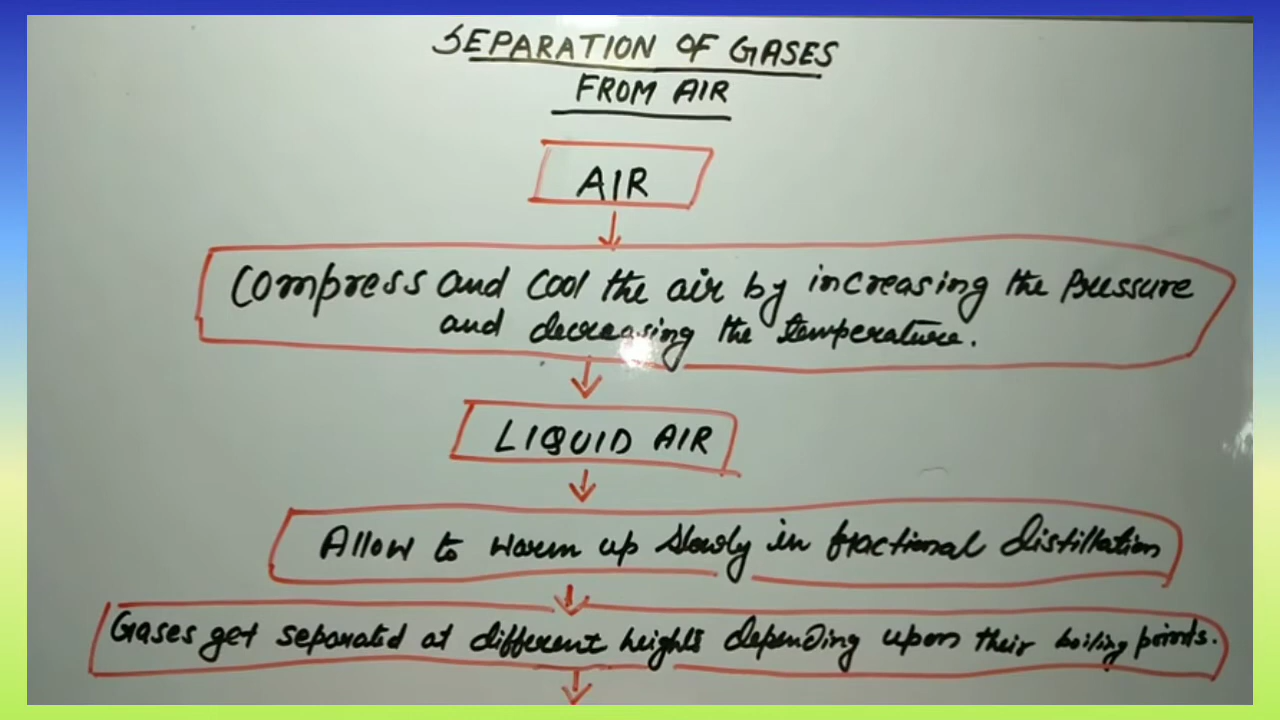 SEPARATION OF GASES
FROM AIR
AIR
Compress and cool the air by increasing the pressure
and decreasing the temperature.
LIQUID AIR
Allow to warm up slowly in fractional distillation
Gases get separated at different heights depending upon their boiling points.